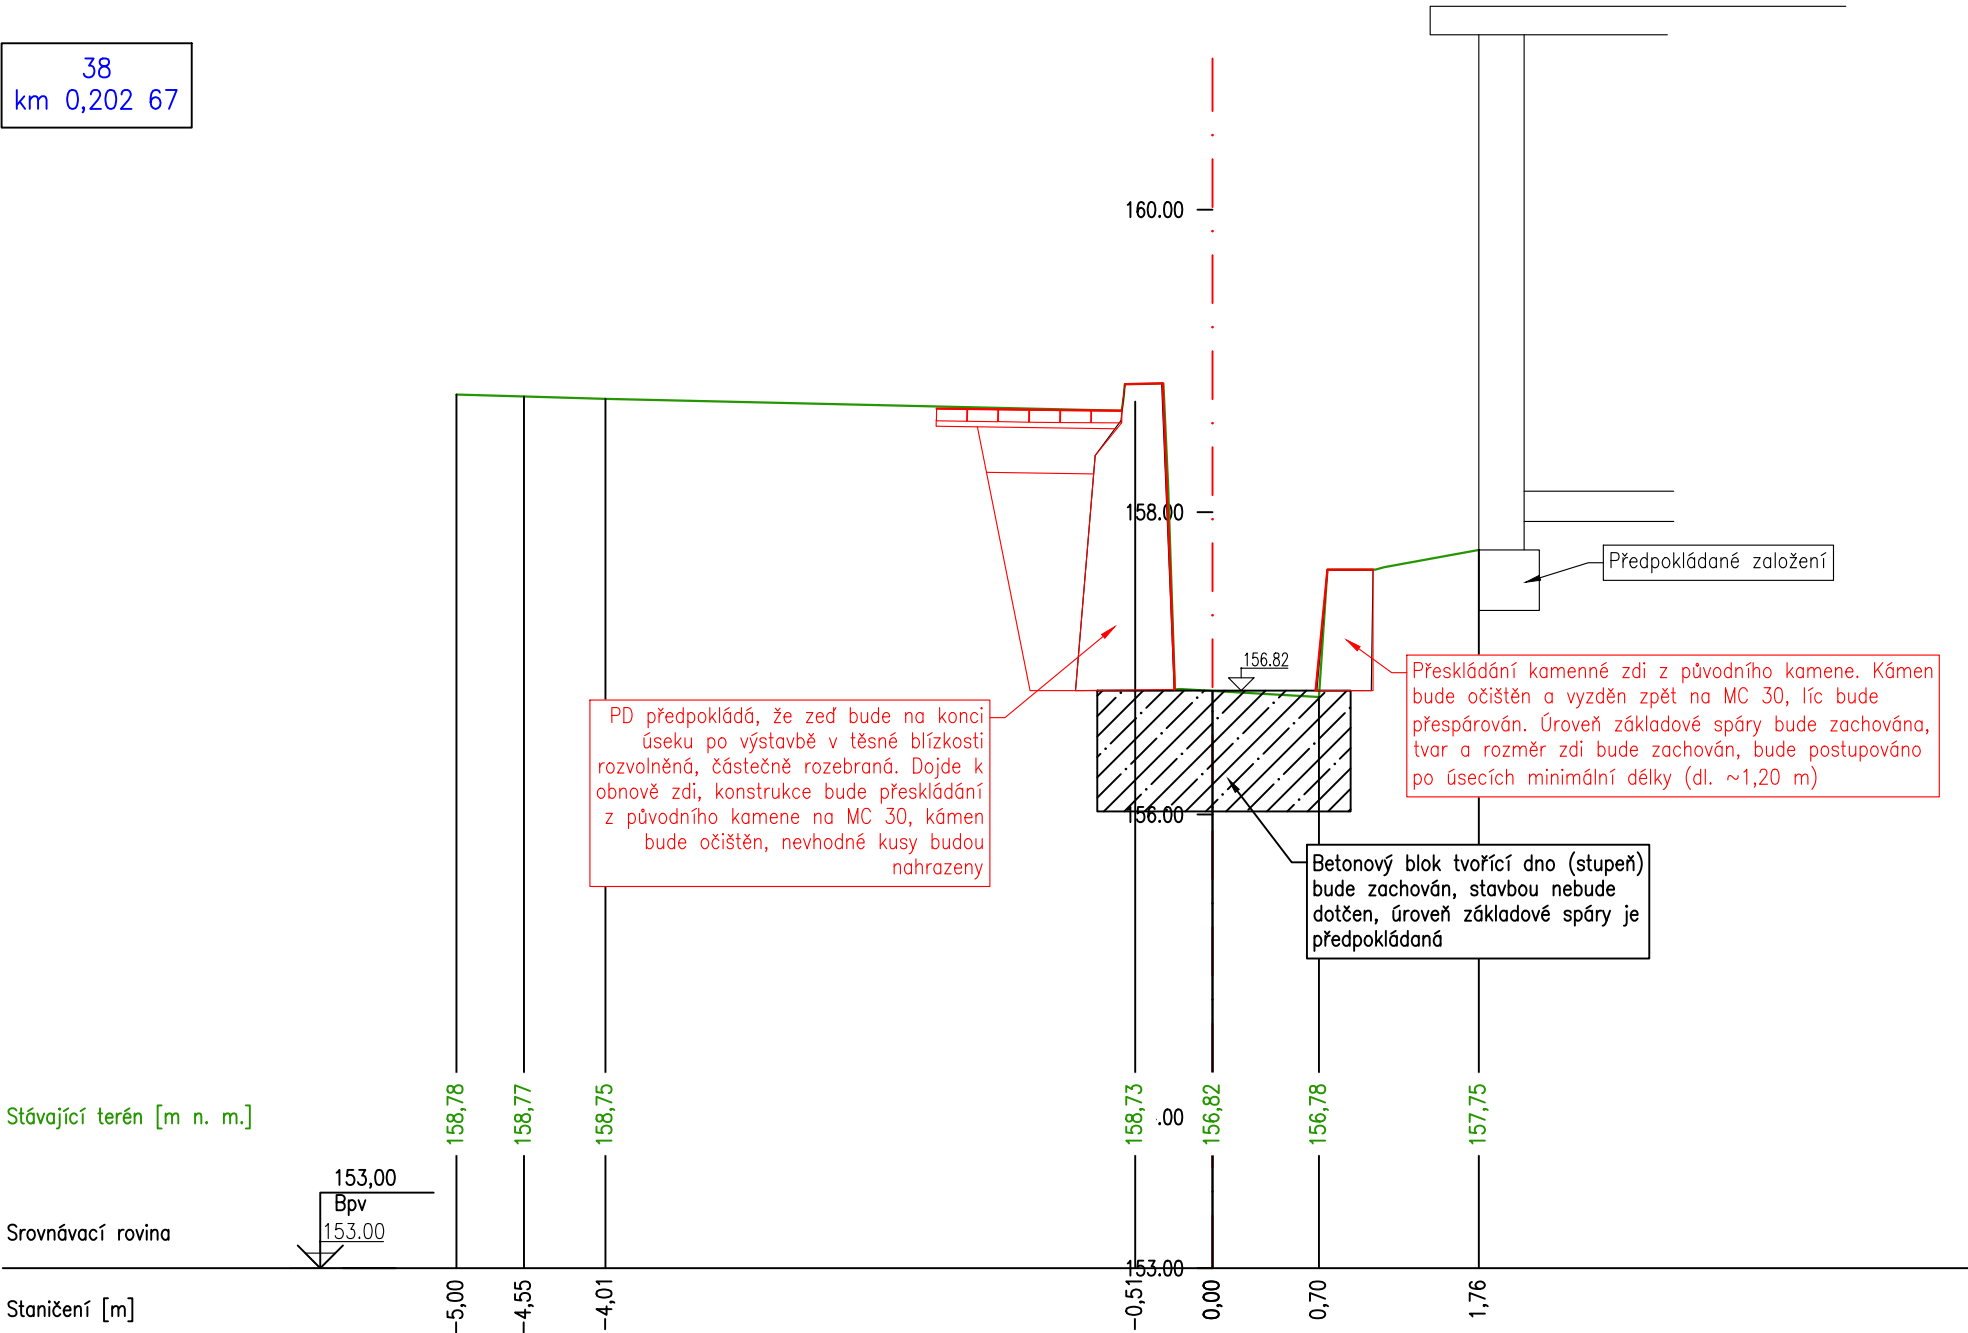 38
km 0,202 67
160.00
158.00
Předpokládané založení
156.82
Přeskládání kamenné zdi z původního kamene. Kámen
bude očištěn a vyzděn zpět na MC 30, líc bude
přespárován. Úroveň základové spáry bude zachována,
tvar a rozměr zdi bude zachován, bude postupováno
po úsecích minimální délky (dl. ~1,20 m)
PD předpokládá, že zeď bude na konci
úseku po výstavbě v těsné blízkosti
rozvolněná, částečně rozebraná. Dojde k
obnově zdi, konstrukce bude přeskládání
z původního kamene na MC 30, kámen
bude očištěn, nevhodné kusy budou
nahrazeny
156.00
Betonový blok tvořící dno (stupeň)
bude zachován, stavbou nebude
dotčen, úroveň základové spáry je
předpokládaná
Stávající terén [m n. m.]
158,78
158,77
158,75
158,73
.00
156,82
156,78
157,75
153,00
Bpv
153.00
Srovnávací rovina
153.00
Staničení [m]
-5,00
-4,55
-4,01
-0,51
0,00
0,70
1,76